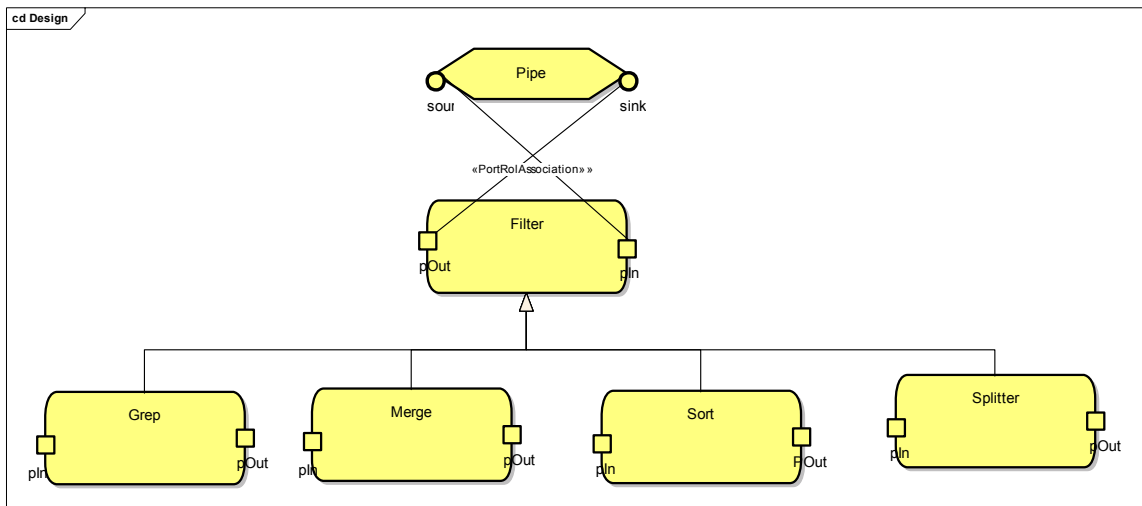 cd Design
Pipe
sour
sink
«PortRolAssociation» »
Filter
pOut
pIn
Grep
Merge
Sort
Splitter
pIn
pOut
pIn
pOut
pIn
POut
pIn
pOut